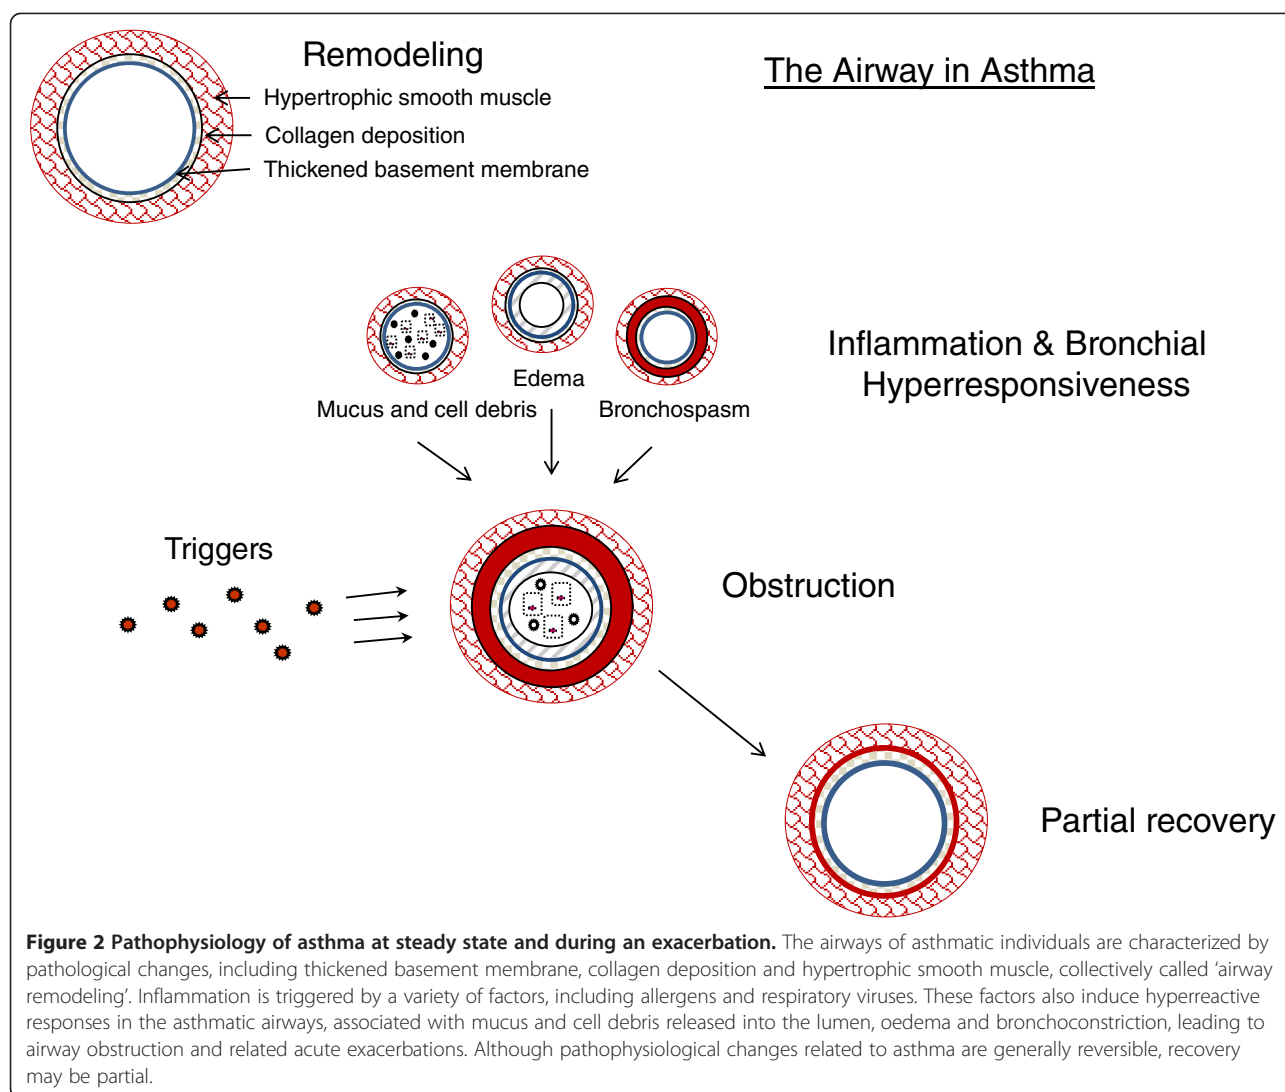 Remodeling
The Airway in Asthma
Hypertrophic smooth muscle
Collagen deposition
Thickened basement membrane
Edema
Mucus and cell debris
Bronchospasm
Inflammation & Bronchial
Hyperresponsiveness
Triggers
Obstruction
Partial recovery
Figure 2 Pathophysiology of asthma at steady state and during an exacerbation. The airways of asthmatic individuals are characterized by
pathological changes, including thickened basement membrane, collagen deposition and hypertrophic smooth muscle, collectively called ‘airway
remodeling’. Inflammation is triggered by a variety of factors, including allergens and respiratory viruses. These factors also induce hyperreactive
responses in the asthmatic airways, associated with mucus and cell debris released into the lumen, oedema and bronchoconstriction, leading to
airway obstruction and related acute exacerbations. Although pathophysiological changes related to asthma are generally reversible, recovery
may be partial.